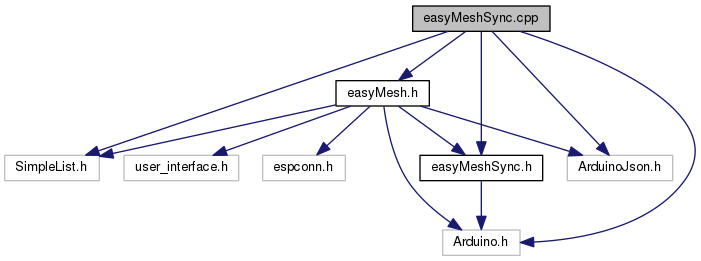 easyMeshSync.cpp
easyMesh.h
SimpleList.h
user_interface.h
espconn.h
easyMeshSync.h
ArduinoJson.h
Arduino.h